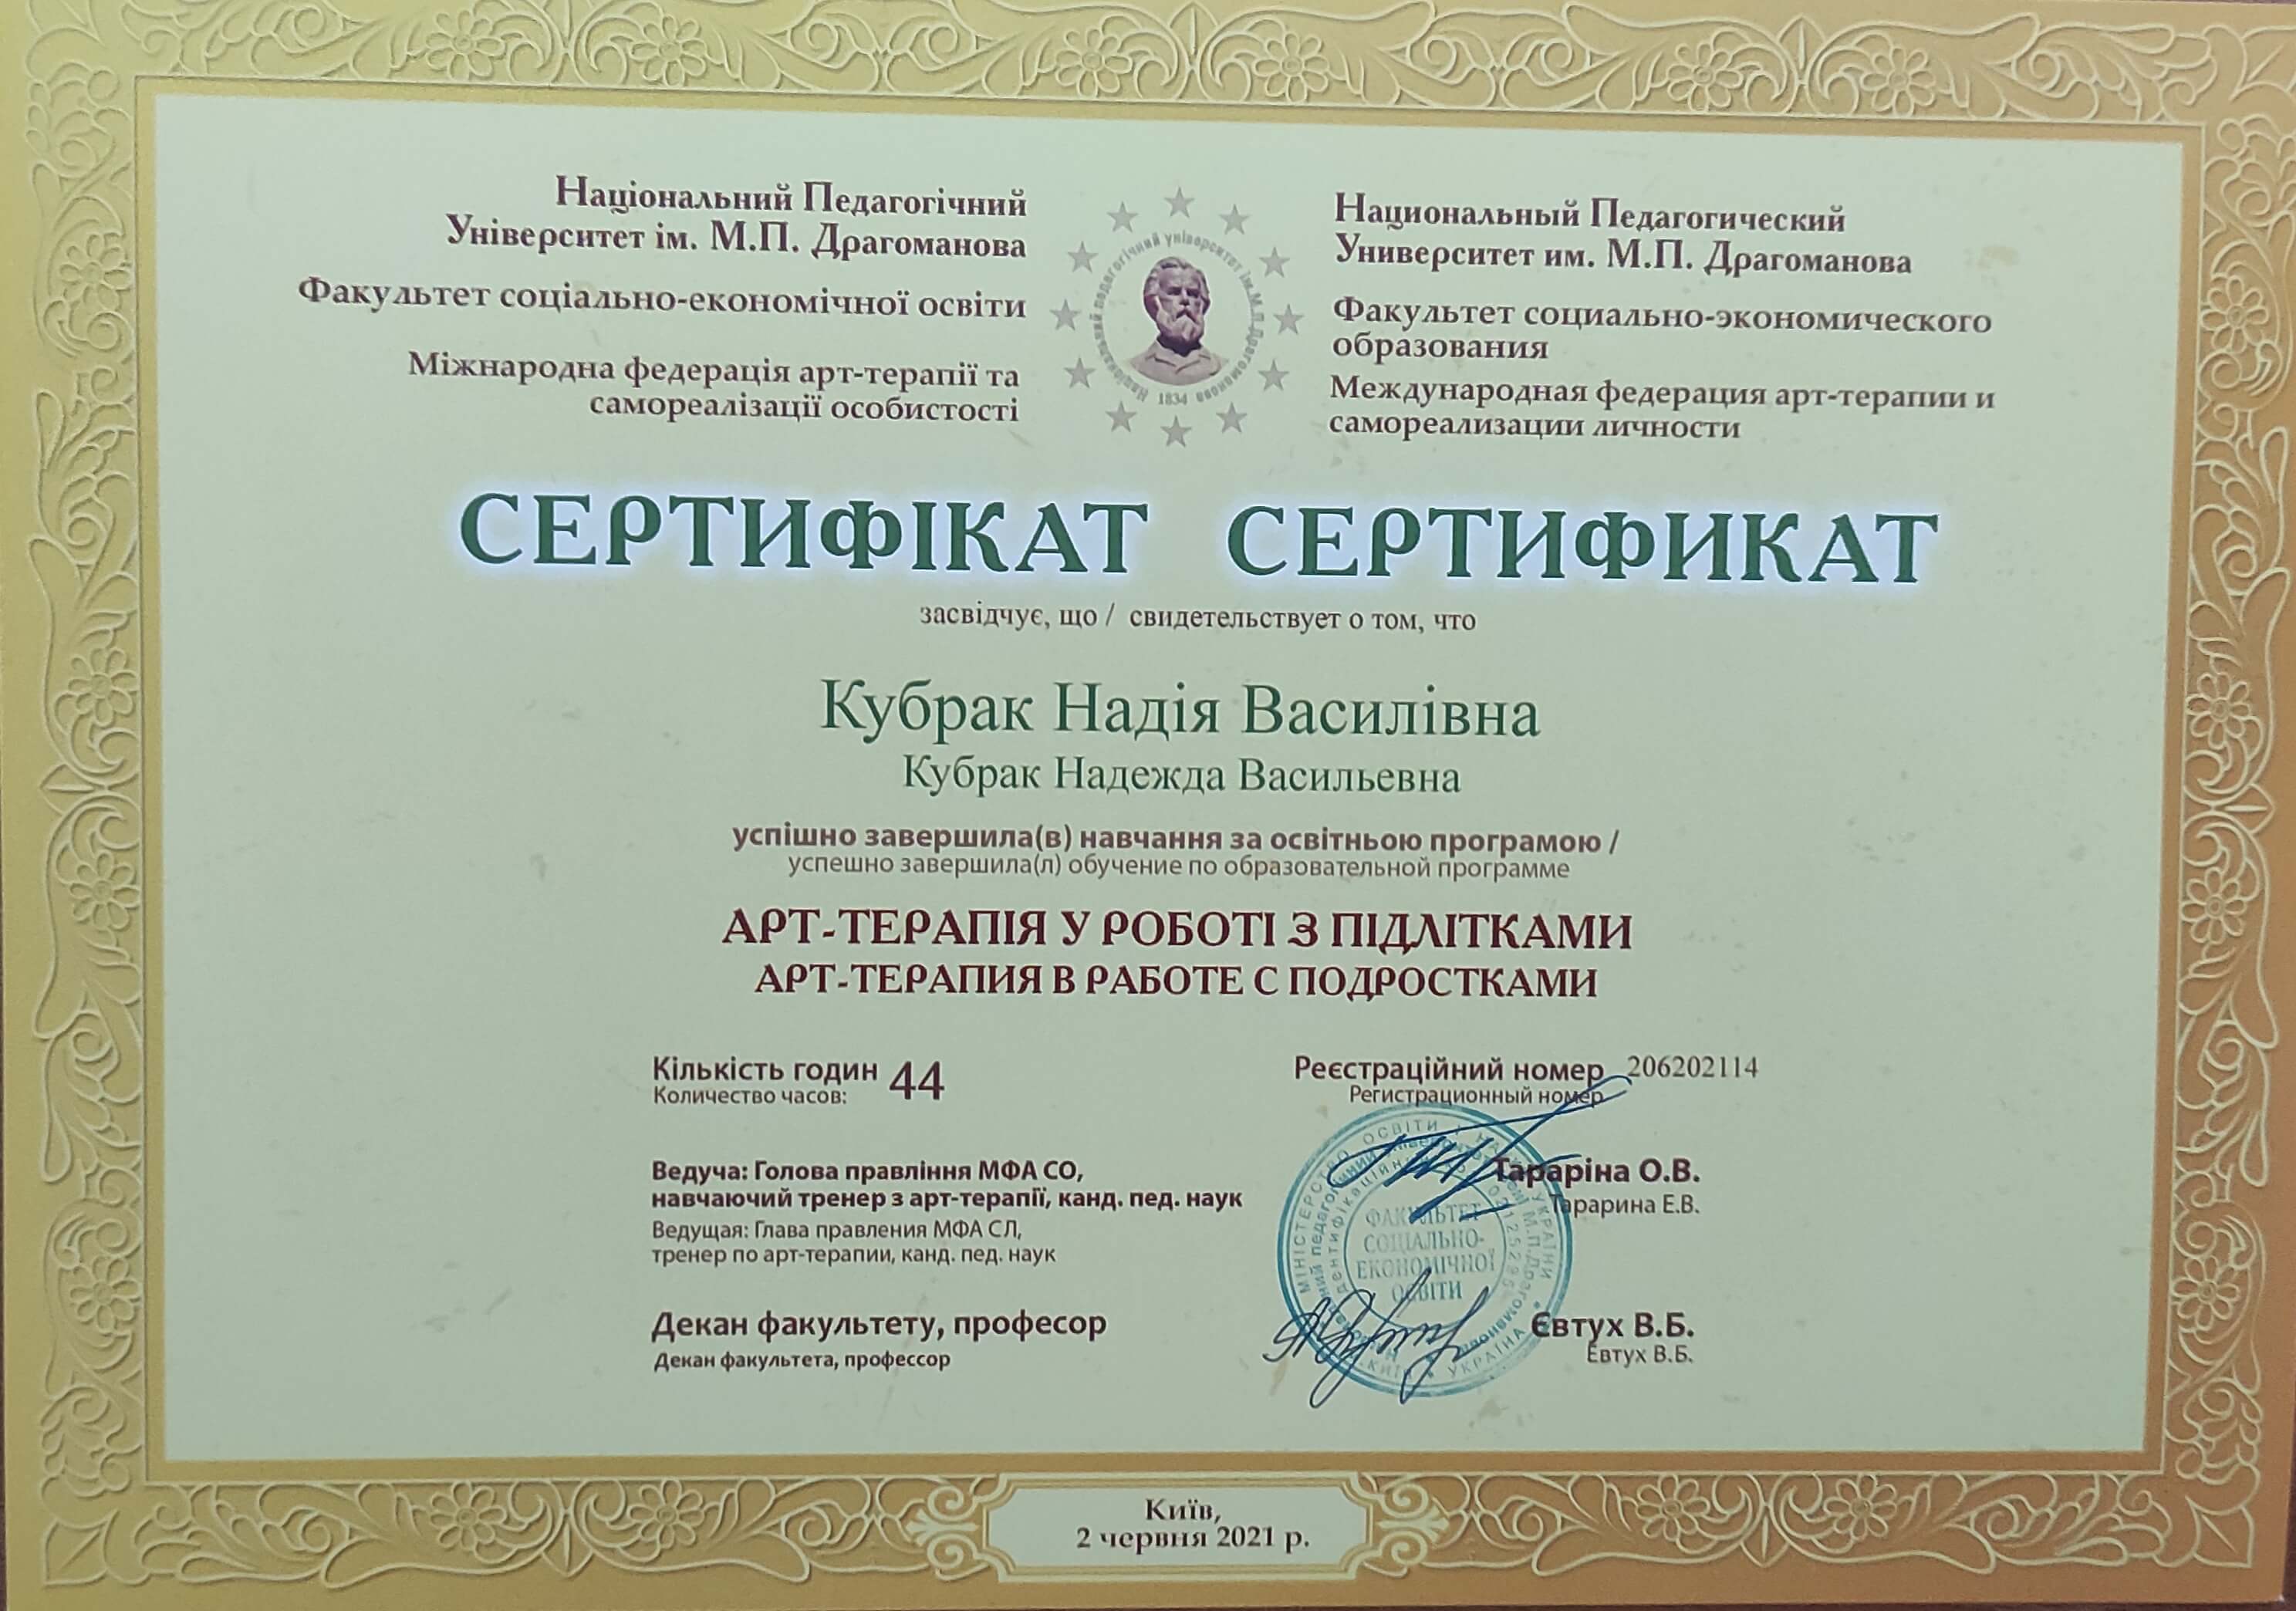 Національний Педагогічний
Університет ім. М.П. Драгоманова
Факультет соціально-економічної освіти
Міжнародна федерація арт-терапії та
самореалізації особистості
Національний педагогічний університет ім. М.П. Драгоманова
1834
Национальный Педагогический
Университет им. М.П. Драгоманова
Факультет социально-экономического
образования
Международная федерация арт-терапии и
самореализации личности
СЕРТИФІКАТ СЕРТИФИКАТ
засвідчує, що / свидетельствует о том, что
Кубрак Надія Василівна
Кубрак Надежда Васильевна
успішно завершила(в) навчання за освітньою програмою /
успешно завершила(л) обучение по образовательной программе
АРТ-ТЕРАПІЯ У РОБОТІ З ПІДЛІТКАМИ
АРТ-ТЕРАПИЯ В РАБОТЕ С ПОДРОСТКАМИ
Кількість годин 44
Количество часов:
Реєстраційний номер 206202114
Регистрационный номер
Ведуча: Голова правління МФА СО,
навчаючий тренер з арт-терапії, канд. пед. наук
Ведущая: Глава правления МФА СЛ,
тренер по арт-терапии, канд. пед. наук
Тараріна О.В.
Тарарина Е.В.
ФАКУЛЬТЕТ
СОЦІАЛЬНО-
ЕКОНОМІЧНОЇ
ОСВІТИ
Декан факультету, професор
Декан факультета, профессор
Євтух В.Б.
Евтух В.Б.
Київ,
2 червня 2021 р.